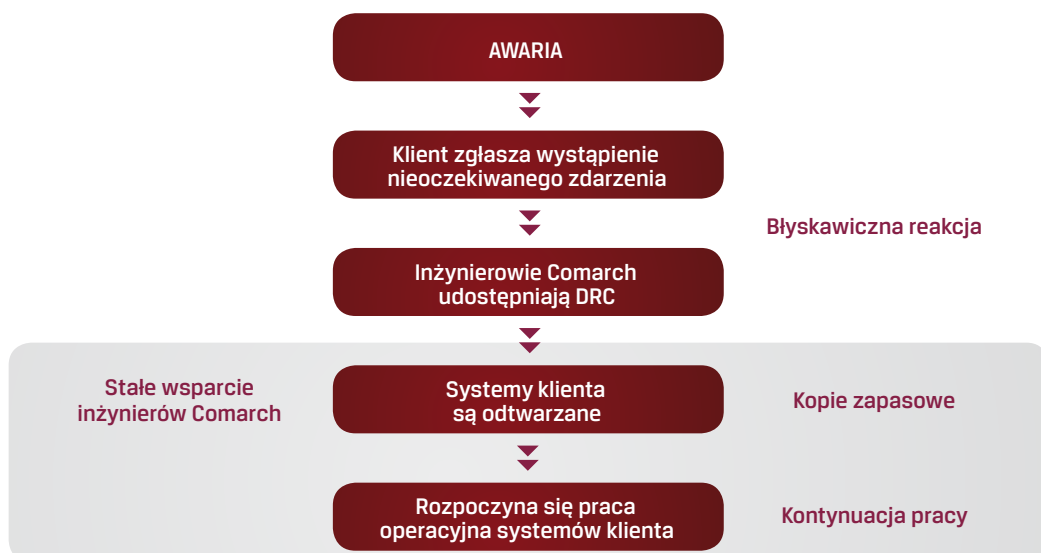 AWARIA
Klient zgłasza wystąpienie
nieoczekiwanego zdarzenia
Błyskawiczna reakcja
Inżynierowie Comarch
udostępniają DRC
Stałe wsparcie
inżynierów Comarch
Systemy klienta
są odtwarzane
Kopie zapasowe
Rozpoczyna się praca
operacyjna systemów klienta
Kontynuacja pracy